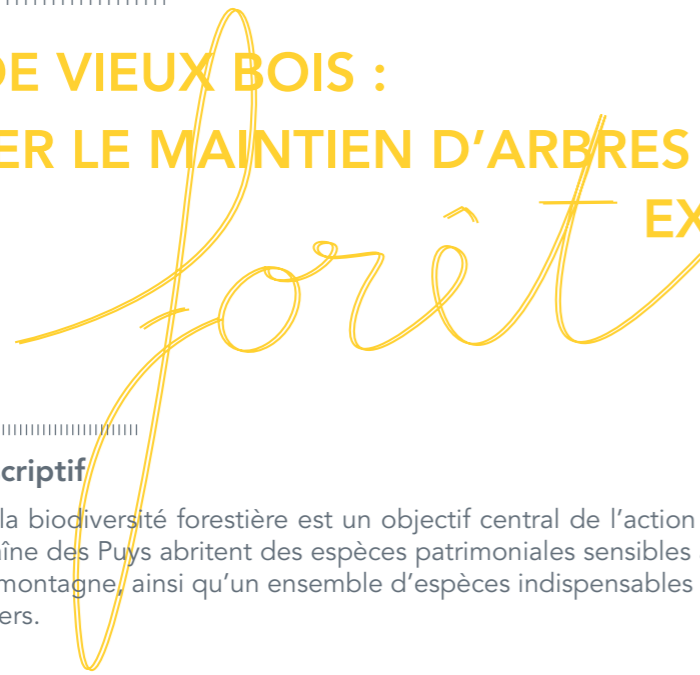 DE VIEUX BOIS :
ER LE MAINTIEN D'ARBRES
EX
forêt
criptif
la biodiversité forestière est un objectif central de l'action
aîne des Puys abritent des espèces patrimoniales sensibles
montagne, ainsi qu'un ensemble d'espèces indispensables
ers.